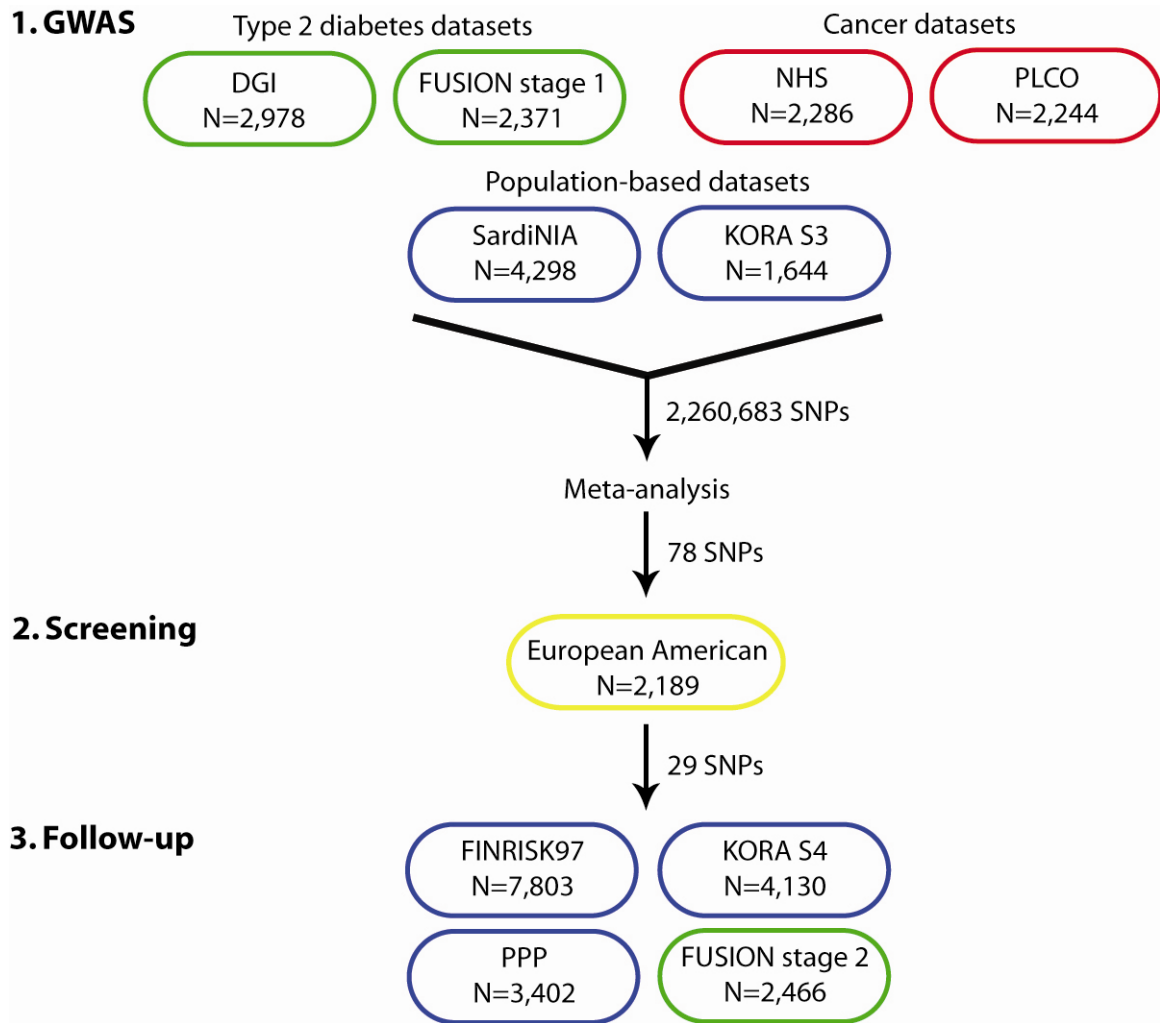 1. GWAS
Type 2 diabetes datasets
Cancer datasets
DGI
N=2,978
FUSION stage 1
N=2,371
NHS
N=2,286
PLCO
N=2,244
Population-based datasets
SardiNIA
N=4,298
KORA S3
N=1,644
2,260,683 SNPs
Meta-analysis
78 SNPs
2. Screening
European American
N=2,189
29 SNPs
3. Follow-up
FINRISK97
N=7,803
KORA S4
N=4,130
PPP
N=3,402
FUSION stage 2
N=2,466